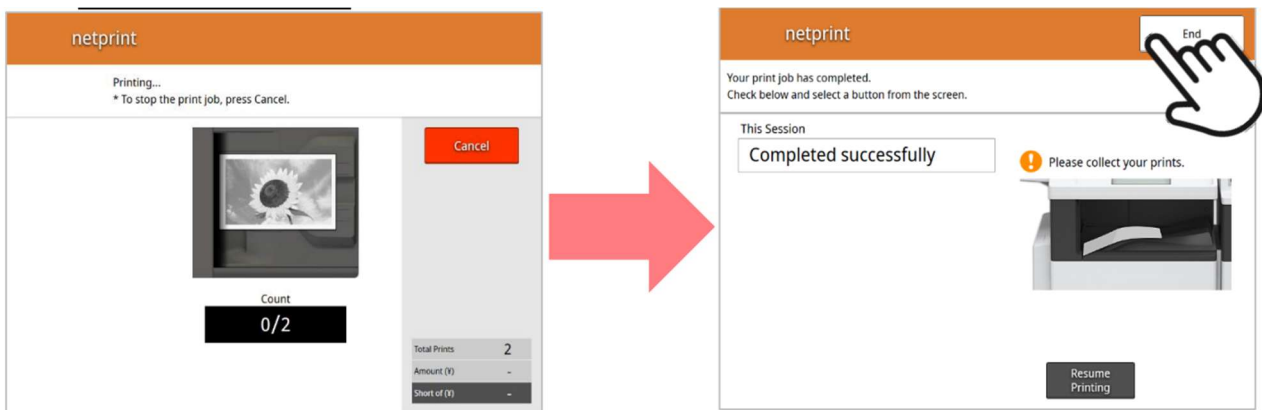 netprint
Printing...
* To stop the print job, press Cancel.
Cancel
Count
0/2
Total Prints 2
Amount (¥) -
Short of (¥) -
netprint
End
Your print job has completed.
Check below and select a button from the screen.
This Session
Completed successfully
Please collect your prints.
Resume
Printing